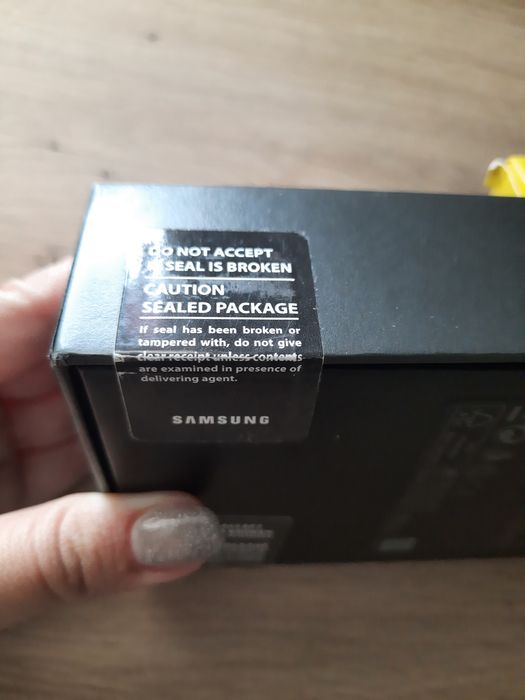 DO NOT ACCEPT
IF SEAL IS BROKEN
CAUTION
SEALED PACKAGE
If seal has been broken or
tampered with, do not give
clear receipt unless contents
are examined in presence of
delivering agent.
SAMSUNG